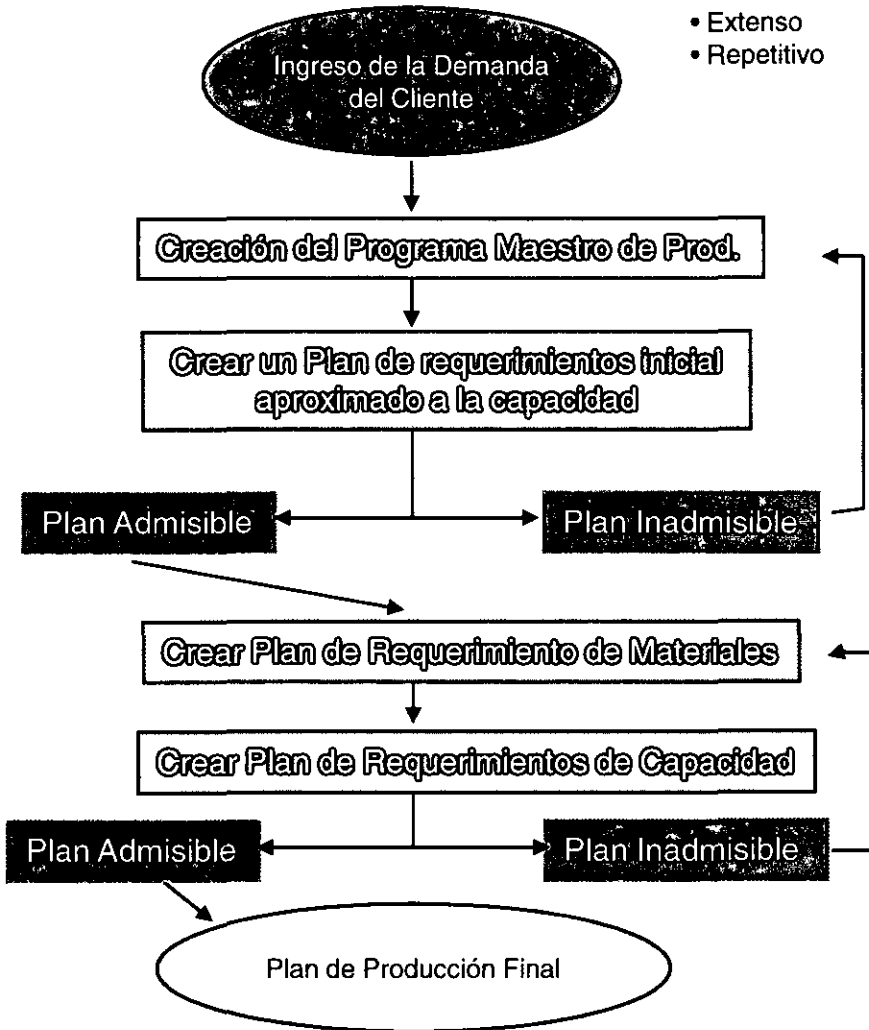 • Extenso
• Repetitivo
Ingreso de la Demanda
del Cliente
Creación del Programa Maestro de Prod.
Crear un Plan de requerimientos inicial
aproximado a la capacidad
Plan Admisible
Plan Inadmisible
Crear Plan de Requerimiento de Materiales
Crear Plan de Requerimientos de Capacidad
Plan Admisible
Plan Inadmisible
Plan de Producción Final